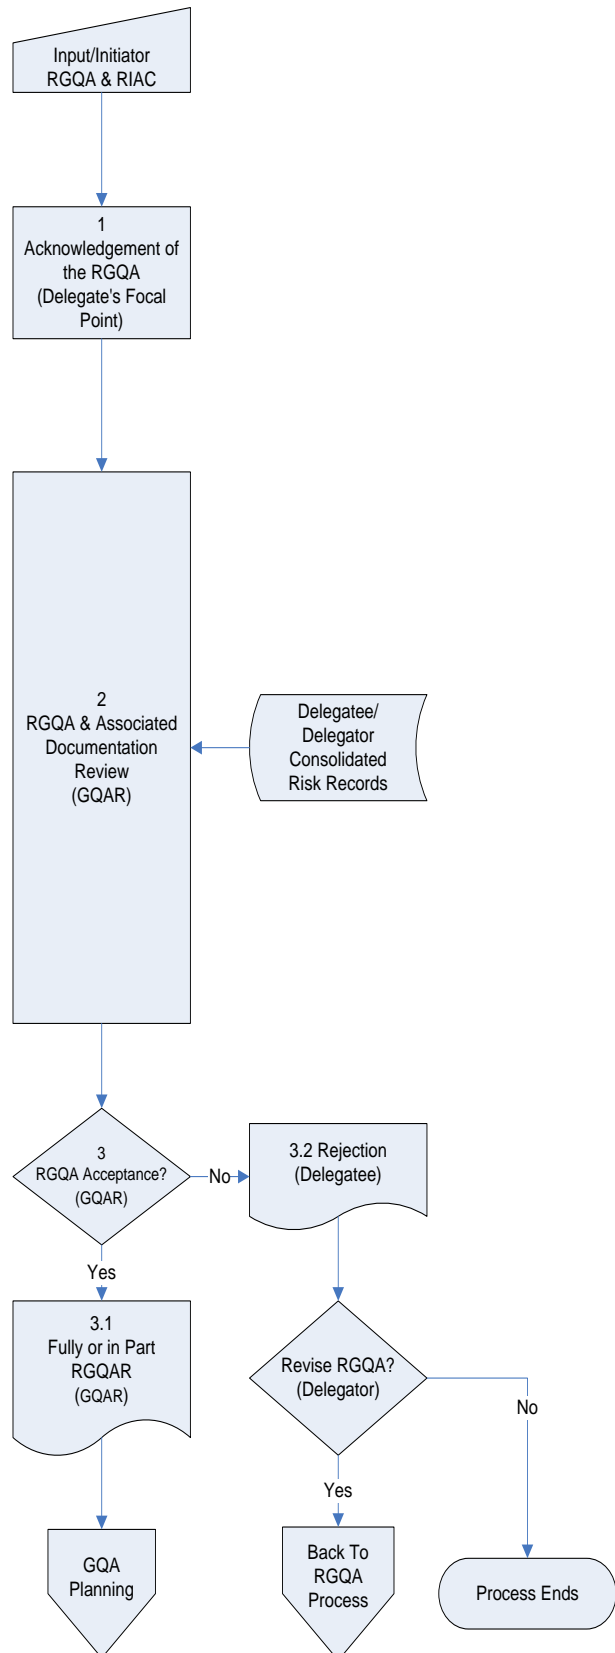 Input/Initiator
RGQA & RIAC
1
Acknowledgement of
the RGQA
(Delegate's Focal
Point)
2
RGQA & Associated
Documentation
Review
(GQAR)
Delegatee/
Delegator
Consolidated
Risk Records
3
RGQA Acceptance?
(GQAR)
No
3.2 Rejection
(Delegatee)
Yes
3.1
Fully or in Part
RGQAR
(GQAR)
Revise RGQA?
(Delegator)
No
Yes
GQA
Planning
Back To
RGQA
Process
Process Ends